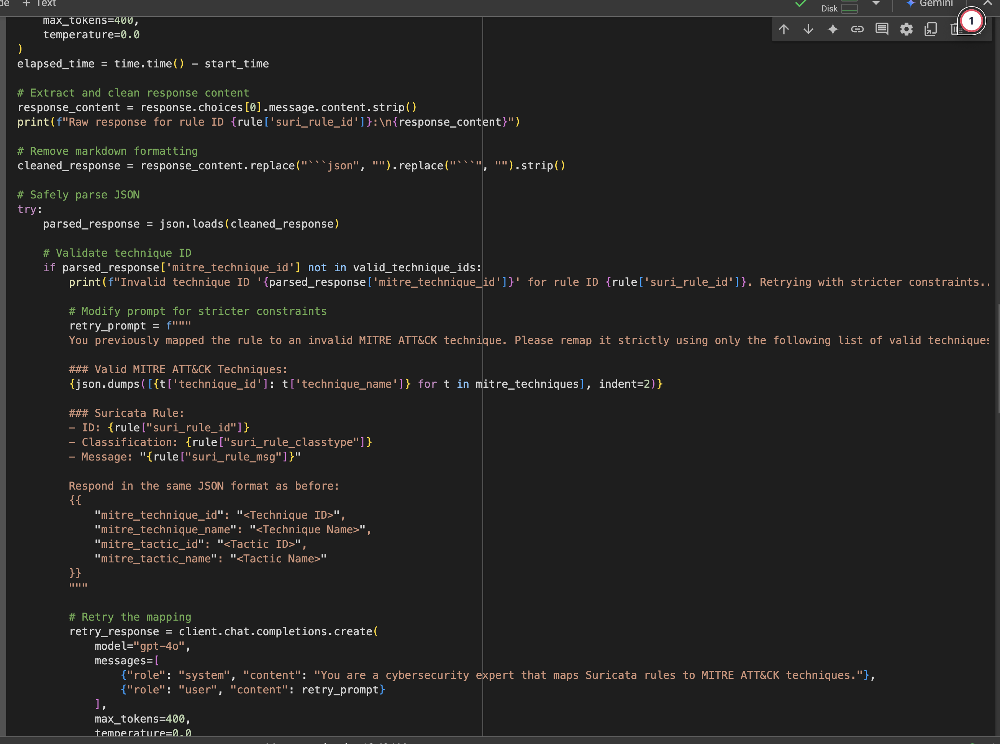 de + Text
Disk
Gemini
1
max_tokens=400,
temperature=0.0
)
elapsed_time = time.time() - start_time
# Extract and clean response content
response_content = response.choices[0].message.content.strip()
print(f"Raw response for rule ID {rule['suri_rule_id']}:\n{response_content}")
# Remove markdown formatting
cleaned_response = response_content.replace("```json", "").replace("```", "").strip()
# Safely parse JSON
try:
parsed_response = json.loads(cleaned_response)
# Validate technique ID
if parsed_response['mitre_technique_id'] not in valid_technique_ids:
print(f"Invalid technique ID '{parsed_response['mitre_technique_id']}' for rule ID {rule['suri_rule_id']}. Retrying with stricter constraints..
# Modify prompt for stricter constraints
retry_prompt = f"""
You previously mapped the rule to an invalid MITRE ATT&CK technique. Please remap it strictly using only the following list of valid techniques
### Valid MITRE ATT&CK Techniques:
{json.dumps([{t['technique_id']: t['technique_name']} for t in mitre_techniques], indent=2)}
### Suricata Rule:
- ID: {rule["suri_rule_id"]}
- Classification: {rule["suri_rule_classtype"]}
- Message: "{rule["suri_rule_msg"]}"
Respond in the same JSON format as before:
{{
"mitre_technique_id": "<Technique ID>",
"mitre_technique_name": "<Technique Name>",
"mitre_tactic_id": "<Tactic ID>",
"mitre_tactic_name": "<Tactic Name>"
}}
"""
# Retry the mapping
retry_response = client.chat.completions.create(
model="gpt-4o",
messages=[
{"role": "system", "content": "You are a cybersecurity expert that maps Suricata rules to MITRE ATT&CK techniques."},
{"role": "user", "content": retry_prompt}
],
max_tokens=400,
temperature=0.0